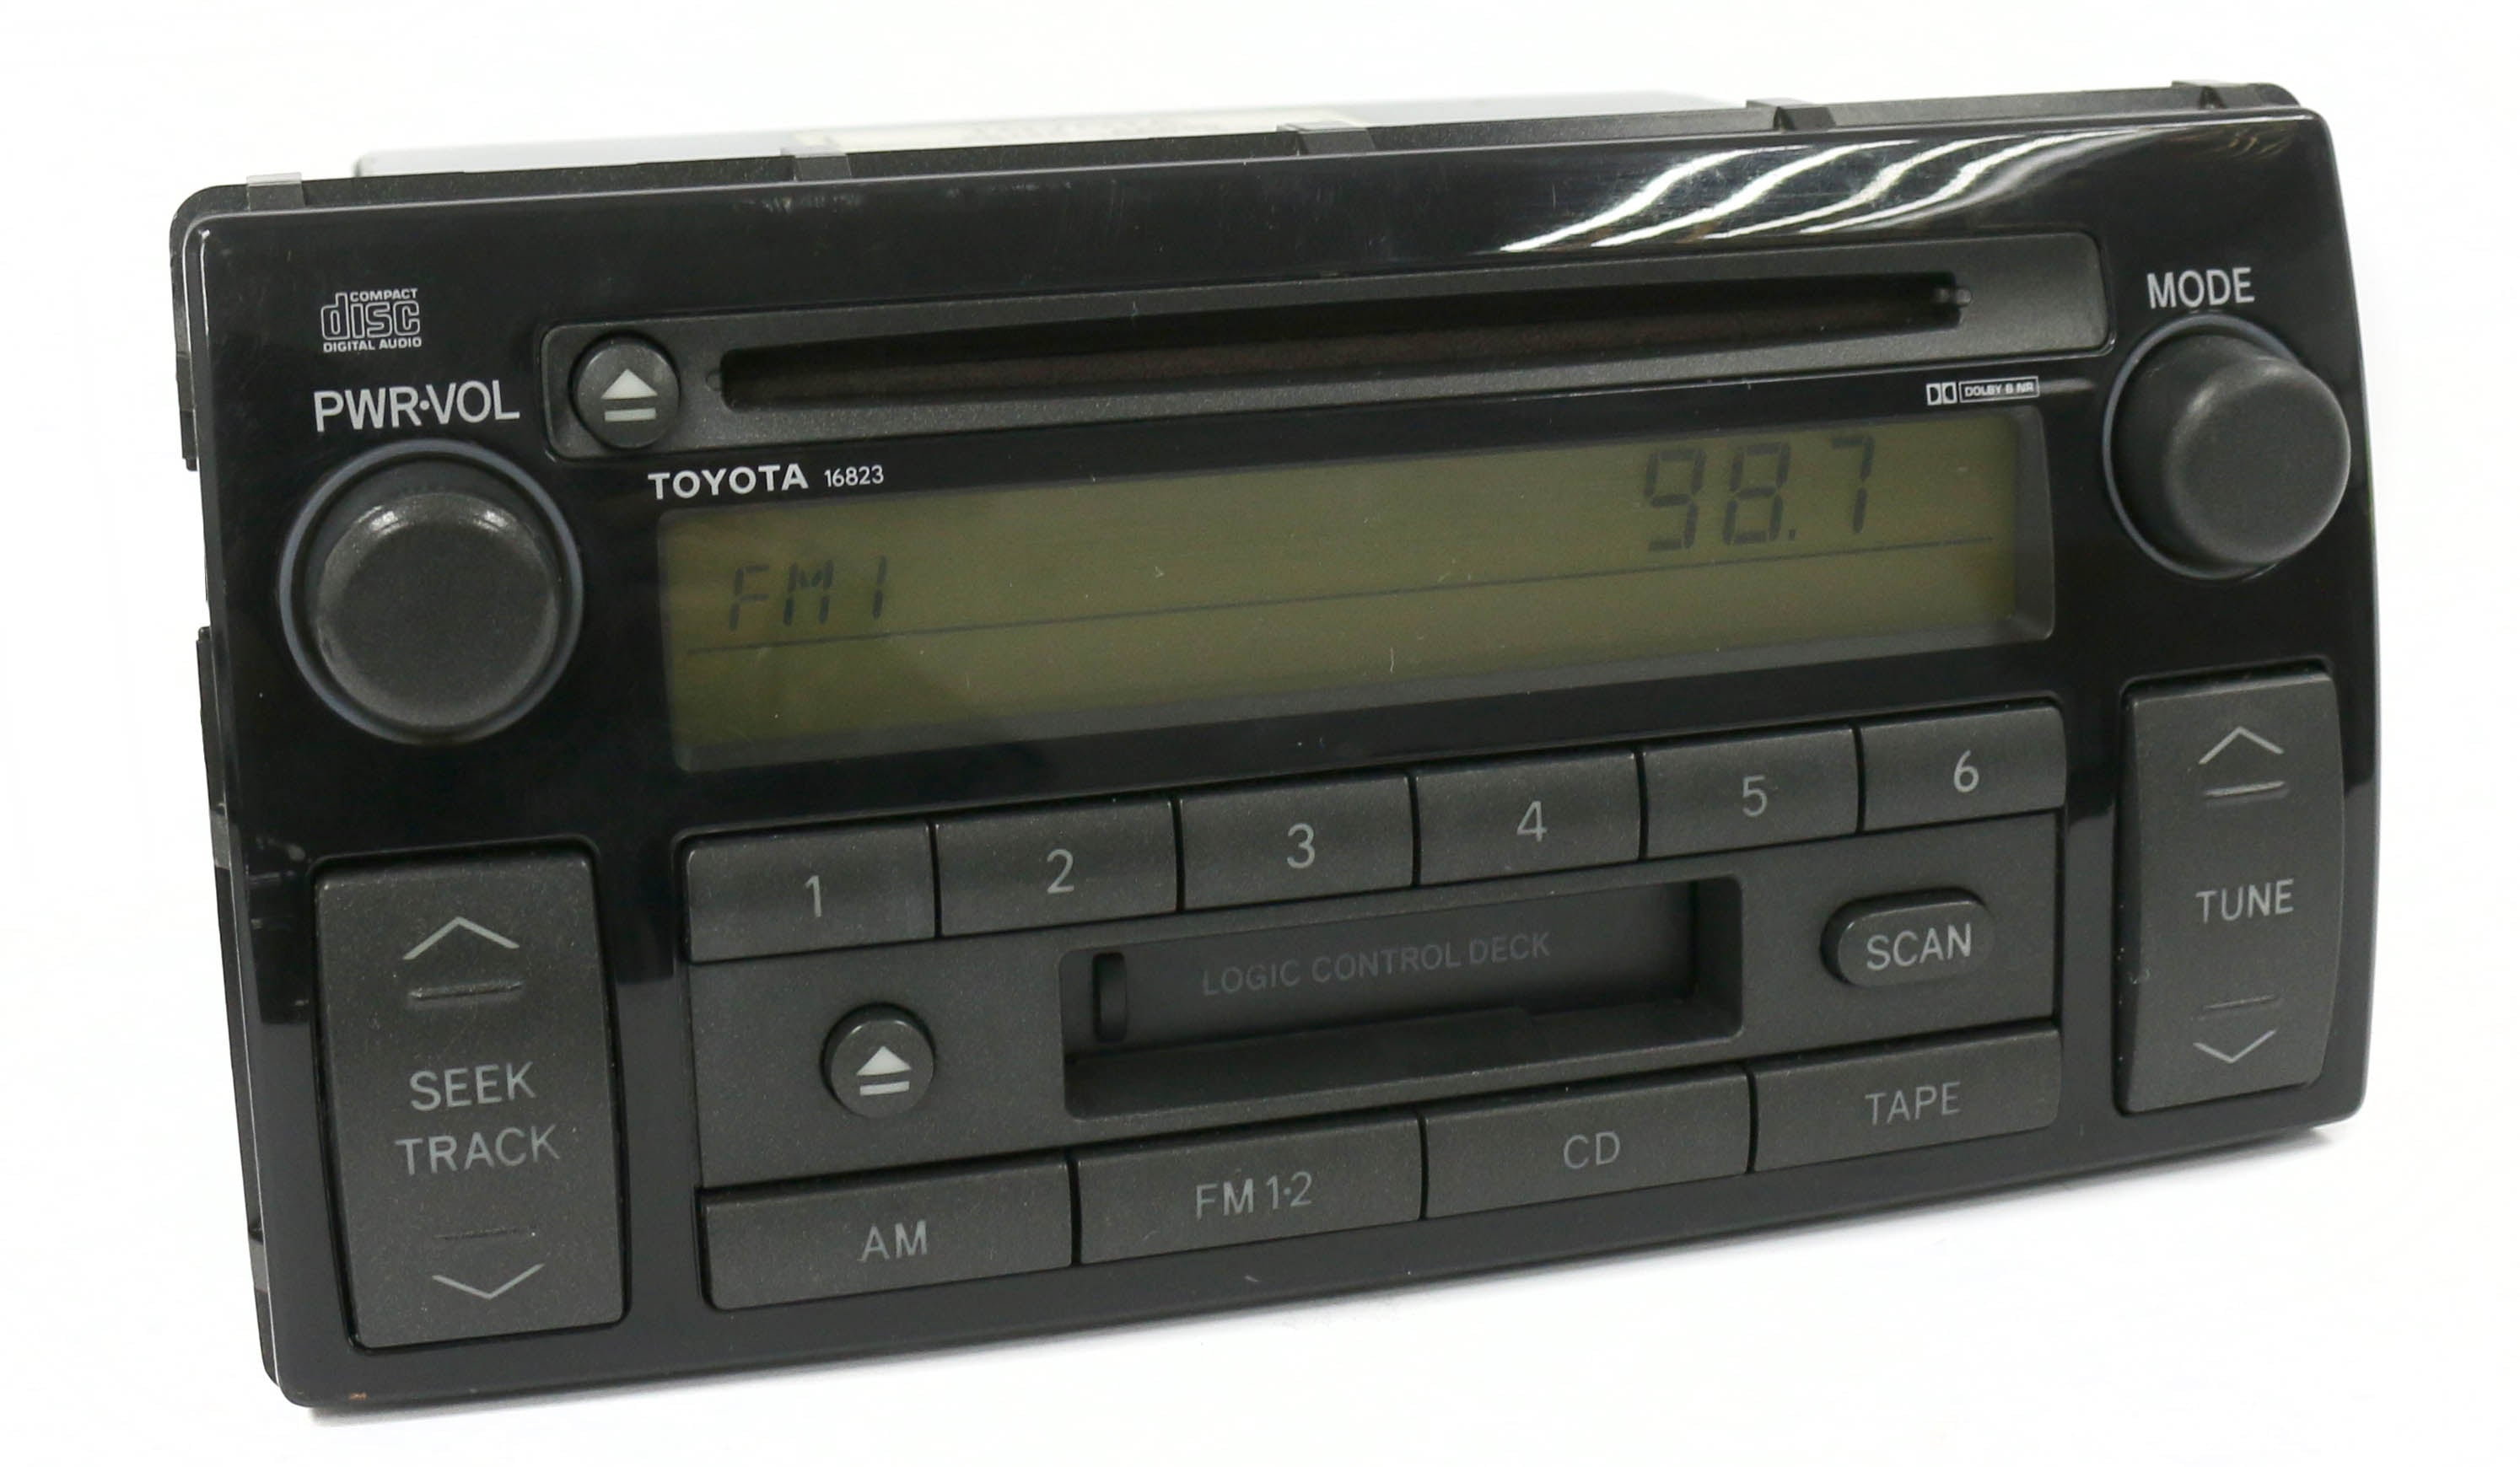 COMPACT
disc
DIGITAL AUDIO
PWR•VOL
MODE
DOLBY B NR
TOYOTA 16823
98.7
FM1
1 2 3 4 5 6
LOGIC CONTROL DECK
SCAN
SEEK
TRACK
TUNE
AM FM 1•2 CD TAPE